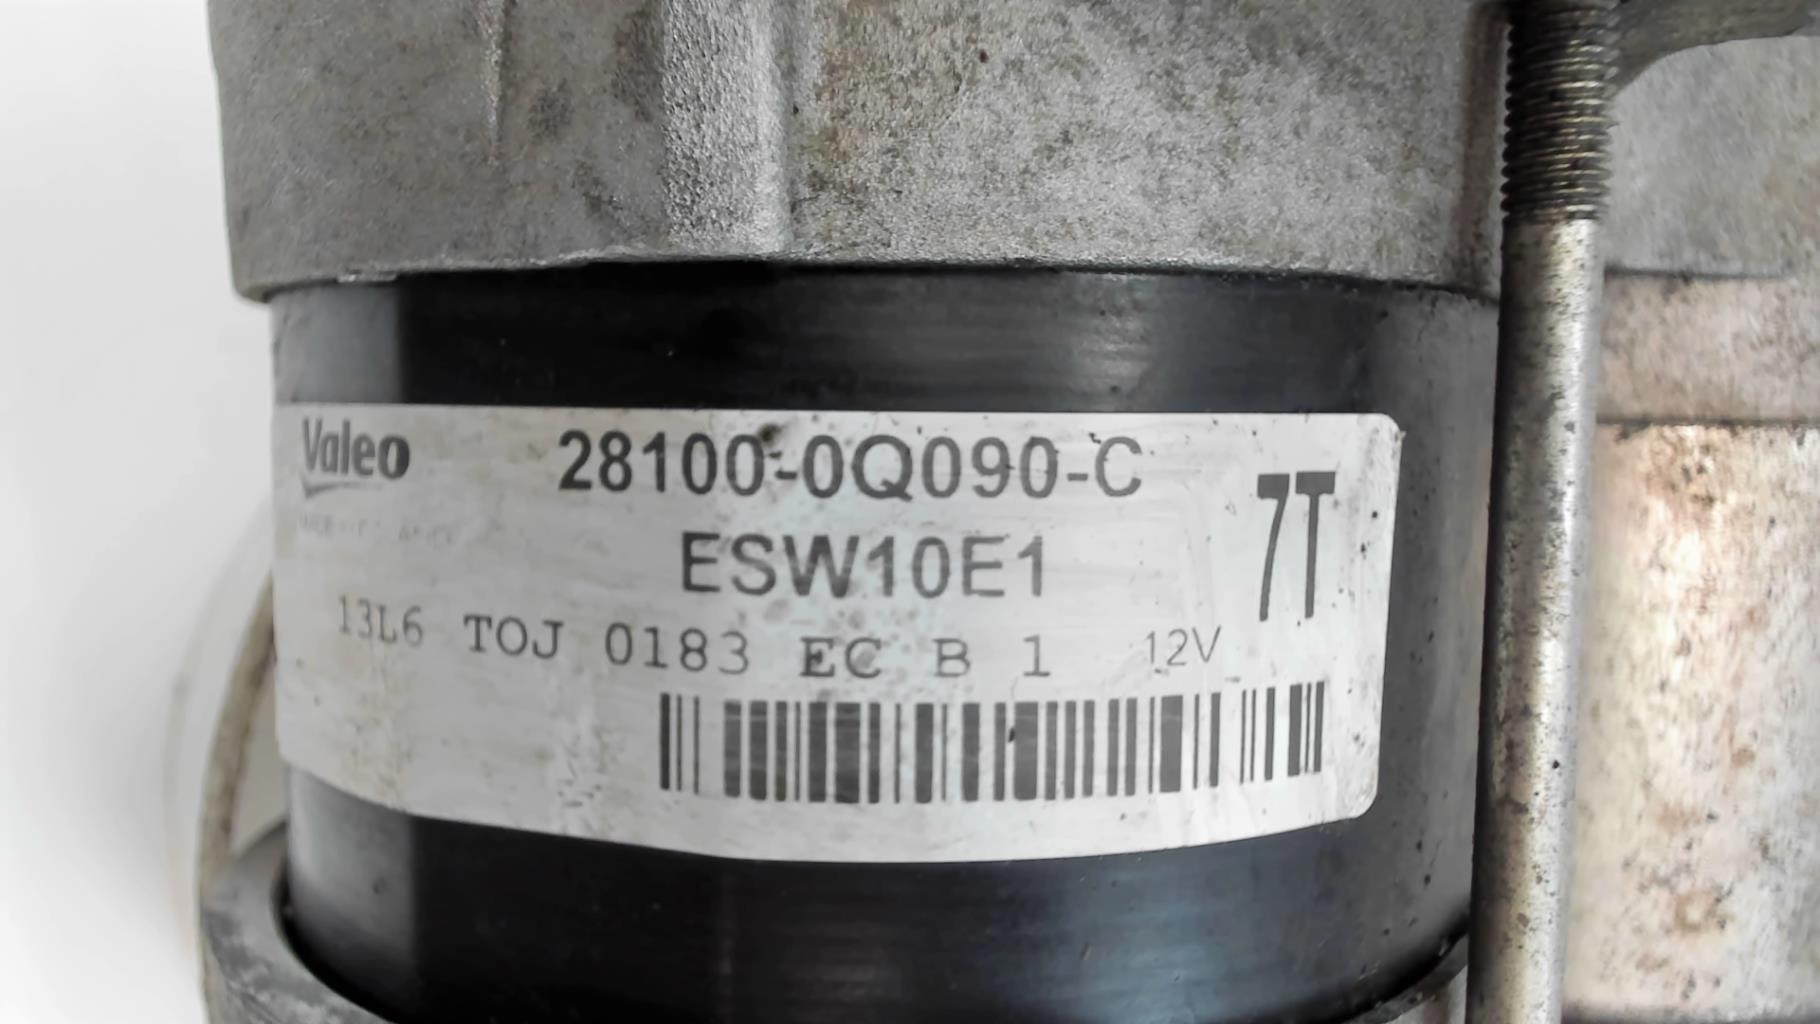 Valeo 28100-0Q090-C
ESW10E1
7T
13L6 TOJ 0183 EC B 1 12V